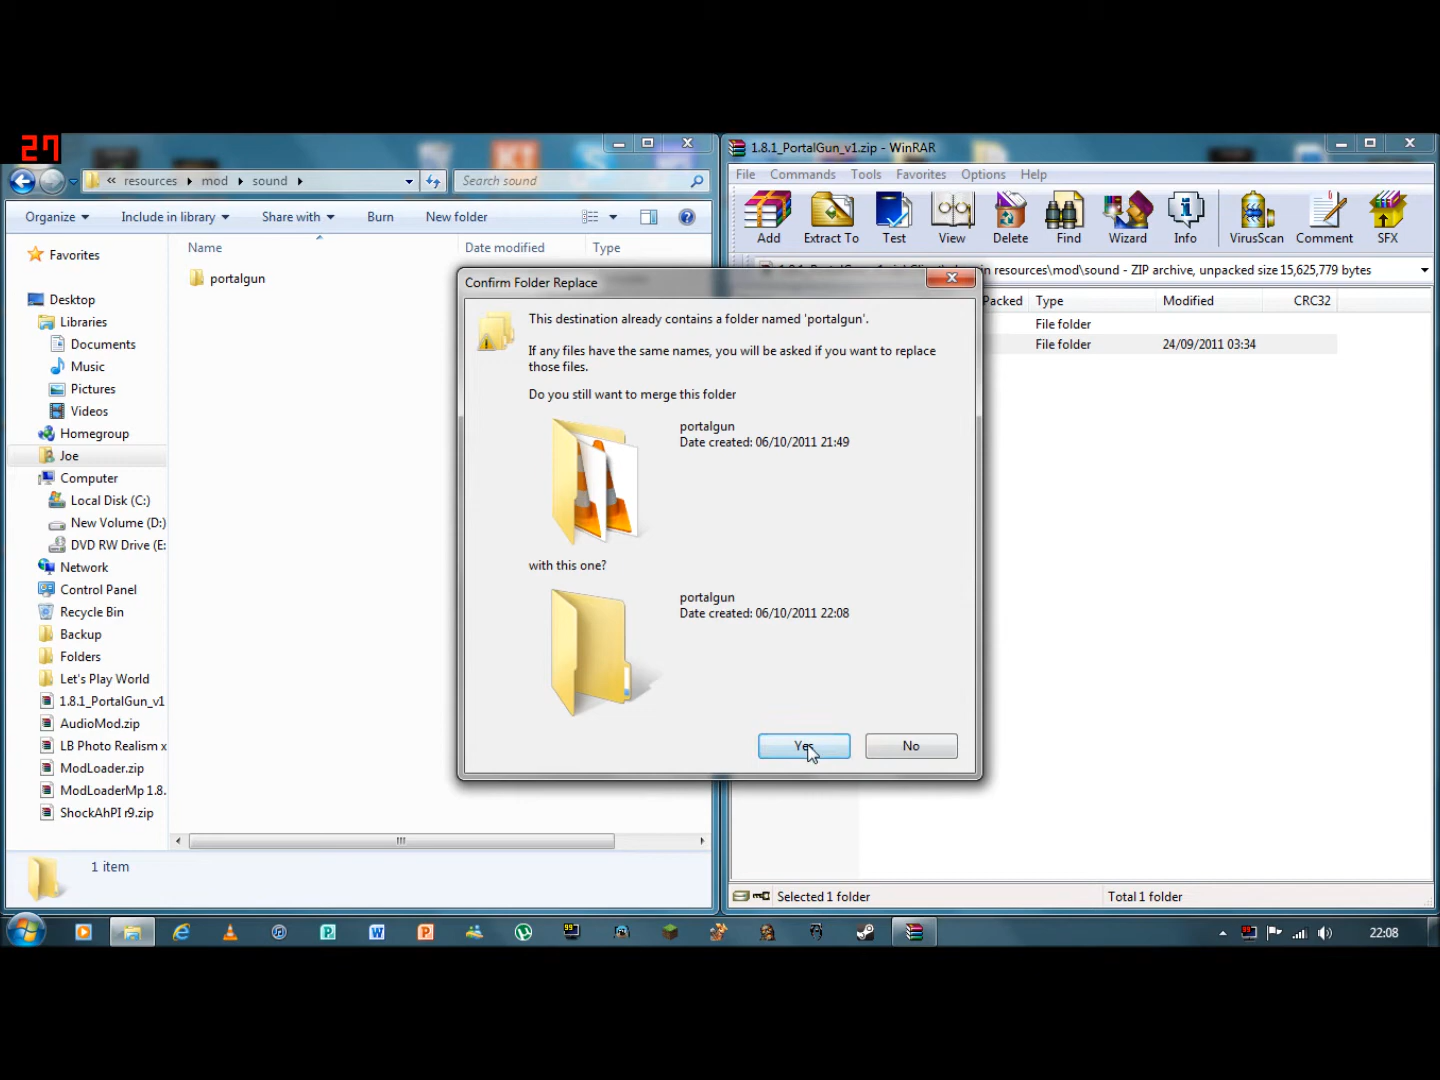 27
1.8.1_PortalGun_v1.zip - WinRAR
« resources mod sound
Search sound
File Commands Tools Favorites Options Help
Organize Include in library Share with Burn New folder
Add Extract To Test View Delete Find Wizard Info VirusScan Comment SFX
Name Date modified Type
resources\mod\sound - ZIP archive, unpacked size 15,625,779 bytes
Packed Type Modified CRC32
File folder
File folder 24/09/2011 03:34
Favorites
Desktop
Libraries
Documents
Music
Pictures
Videos
Homegroup
Joe
Computer
Local Disk (C:)
New Volume (D:)
DVD RW Drive (E:
Network
Control Panel
Recycle Bin
Backup
Folders
Let's Play World
1.8.1_PortalGun_v1
AudioMod.zip
LB Photo Realism x
ModLoader.zip
ModLoaderMp 1.8.
ShockAhPI r9.zip
portalgun
Confirm Folder Replace
This destination already contains a folder named 'portalgun'.
If any files have the same names, you will be asked if you want to replace
those files.
Do you still want to merge this folder
portalgun
Date created: 06/10/2011 21:49
with this one?
portalgun
Date created: 06/10/2011 22:08
Yes No
1 item
Selected 1 folder
Total 1 folder
22:08